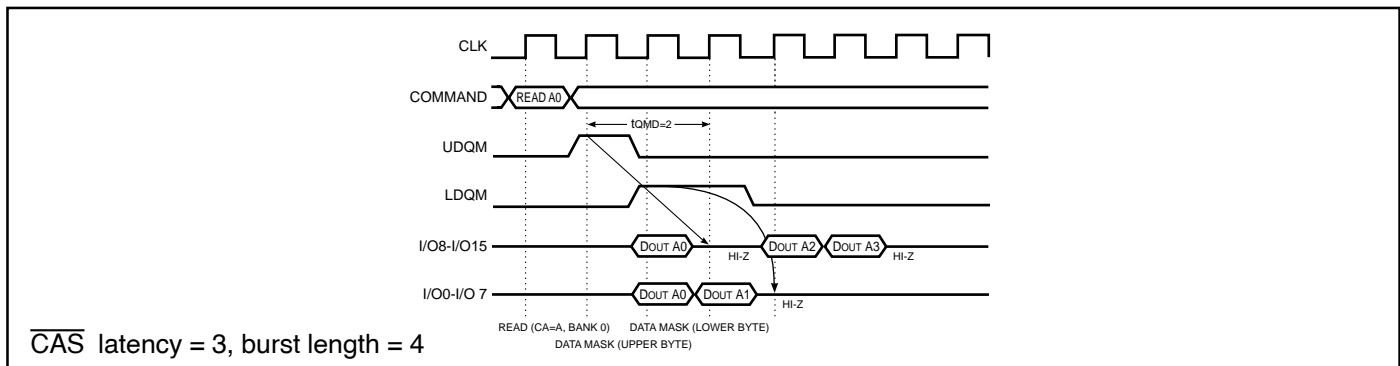 CLK
COMMAND READ A0
tQMD=2
UDQM
LDQM
I/O8-I/O15 DOUT A0 HI-Z DOUT A2 DOUT A3 HI-Z
I/O0-I/O 7 DOUT A0 DOUT A1 HI-Z
READ (CA=A, BANK 0) DATA MASK (LOWER BYTE)
DATA MASK (UPPER BYTE)
CAS latency = 3, burst length = 4